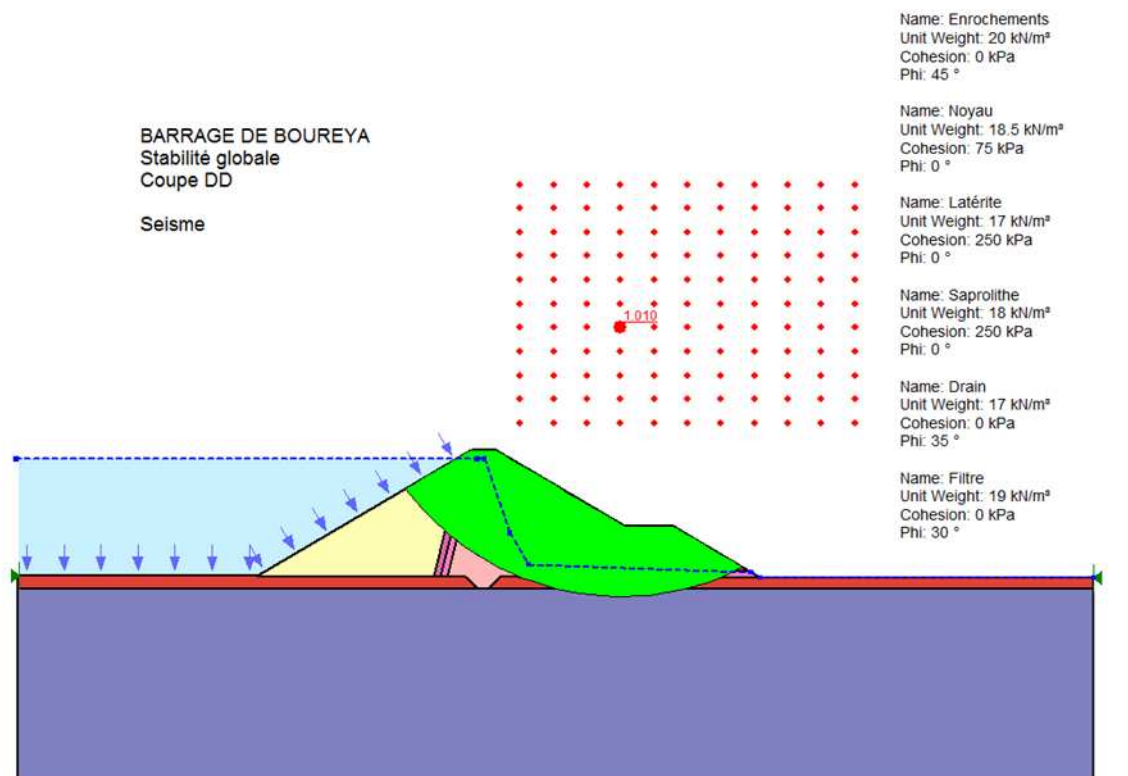 BARRAGE DE BOUREYA
Stabilité globale
Coupe DD
Seisme
1.010
Name: Enrochements
Unit Weight: 20 kN/m³
Cohesion: 0 kPa
Phi: 45 °
Name: Noyau
Unit Weight: 18.5 kN/m³
Cohesion: 75 kPa
Phi: 0 °
Name: Latérite
Unit Weight: 17 kN/m³
Cohesion: 250 kPa
Phi: 0 °
Name: Saprolithe
Unit Weight: 18 kN/m³
Cohesion: 250 kPa
Phi: 0 °
Name: Drain
Unit Weight: 17 kN/m³
Cohesion: 0 kPa
Phi: 35 °
Name: Filtre
Unit Weight: 19 kN/m³
Cohesion: 0 kPa
Phi: 30 °